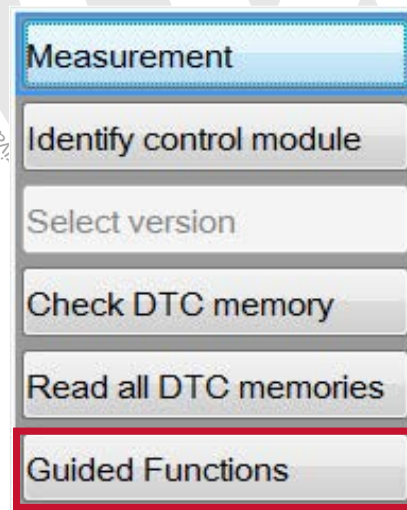 Measurement
Identify control module
Select version
Check DTC memory
Read all DTC memories
Guided Functions